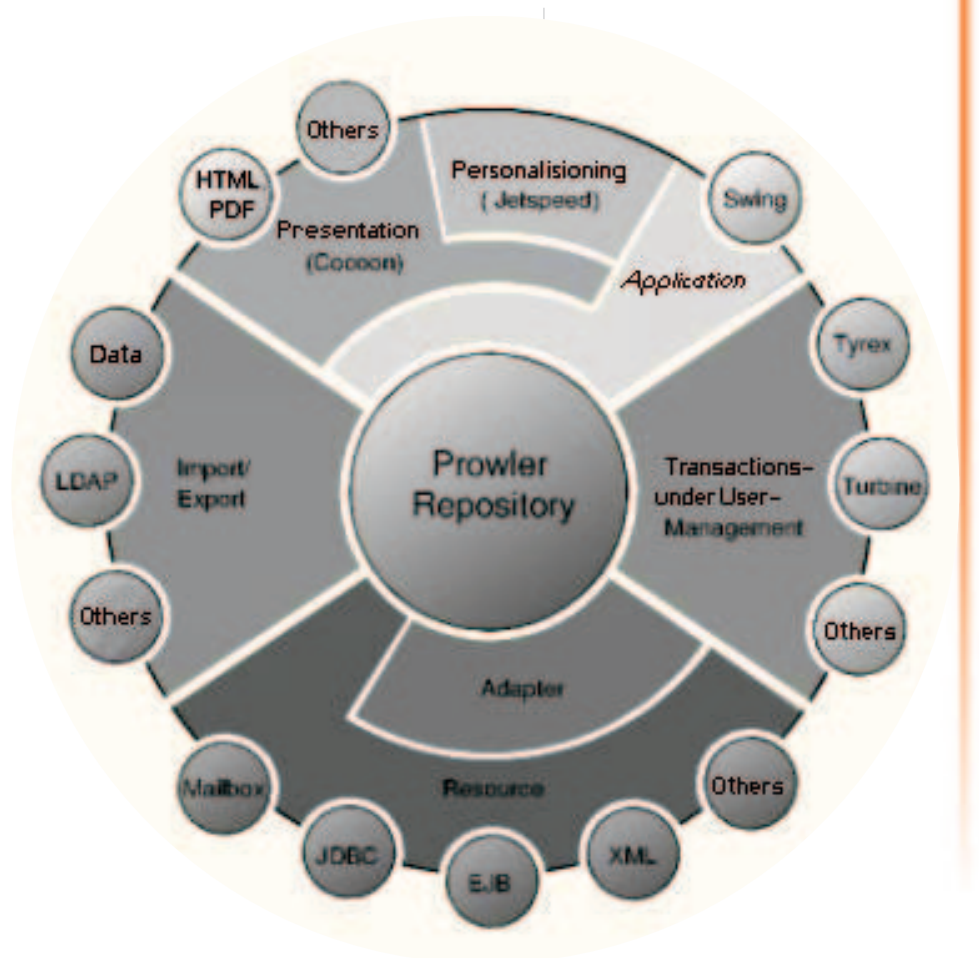 Others
HTML
PDF
Personalisioning
( Jetspeed)
Swing
Presentation
(Cocoon)
Application
Data
Tyrex
LDAP
Import/
Export
Prowler
Repository
Transactions-
under User-
Management
Turbine
Others
Others
Adapter
Mailbox
Resource
Others
JDBC
EJB
XML